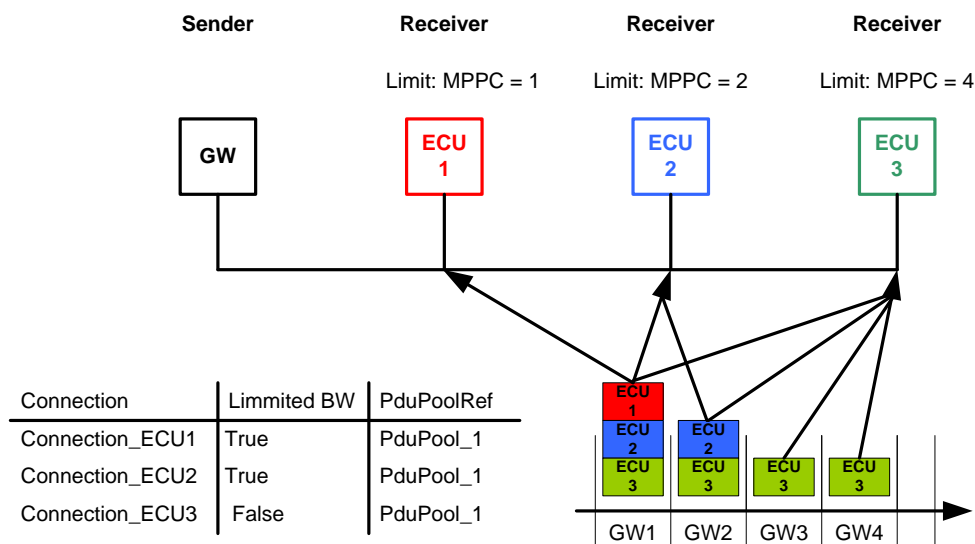 Sender Receiver Receiver Receiver
Limit: MPPC = 1 Limit: MPPC = 2 Limit: MPPC = 4
GW
ECU
1
ECU
2
ECU
3
Connection Limmited BW PduPoolRef
Connection_ECU1 True PduPool_1
Connection_ECU2 True PduPool_1
Connection_ECU3 False PduPool_1
ECU
1
ECU
2
ECU
3
ECU
2
ECU
3
ECU
3
ECU
3
GW1 GW2 GW3 GW4